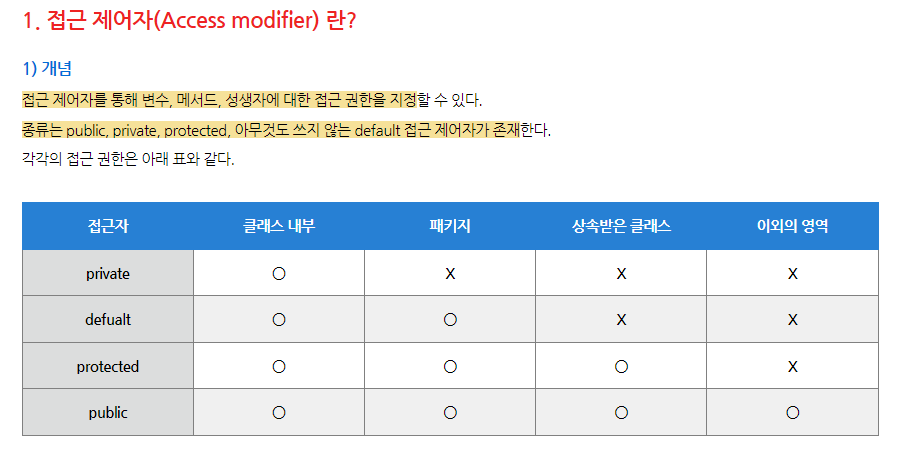 1. 접근 제어자(Access modifier) 란?
1) 개념
접근 제어자를 통해 변수, 메서드, 성생자에 대한 접근 권한을 지정할 수 있다.
종류는 public, private, protected, 아무것도 쓰지 않는 default 접근 제어자가 존재한다.
각각의 접근 권한은 아래 표와 같다.
접근자 클래스 내부 패키지 상속받은 클래스 이외의 영역
private O X X X
defualt O O X X
protected O O O X
public O O O O